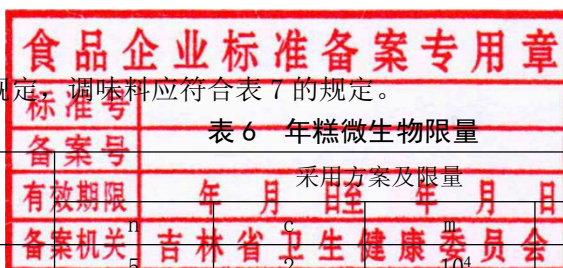 食品企业标准备案专用章
规定，调味料应符合表 7 的规定。
标准号
表 6 年糕微生物限量
备案号
采用方案及限量
有效期限 年 月 日至 年 月 日
n c m
备案机关 吉林省卫生健康委员会
5 2 10⁴